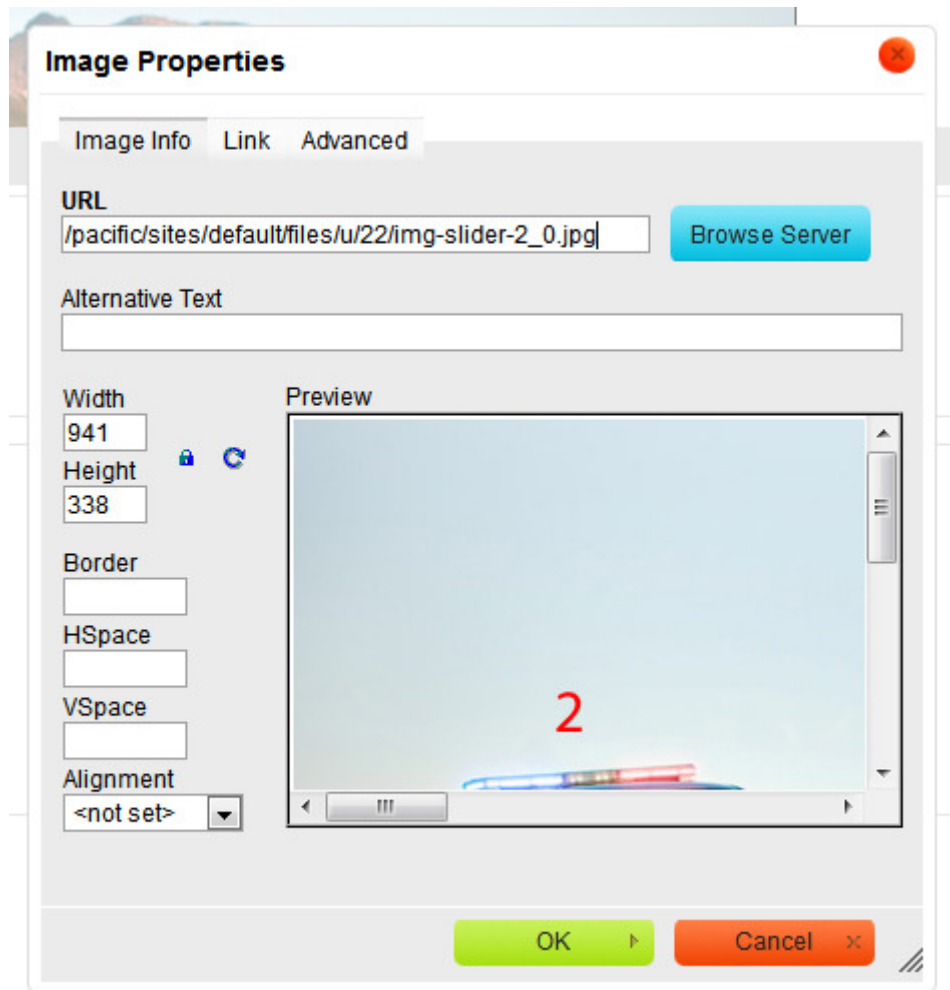 Image Properties
Image Info Link Advanced
URL
/pacific/sites/default/files/u/22/img-slider-2_0.jpg
Browse Server
Alternative Text
Width
941
Height
338
Border
HSpace
VSpace
Alignment
<not set>
Preview
2
OK
Cancel